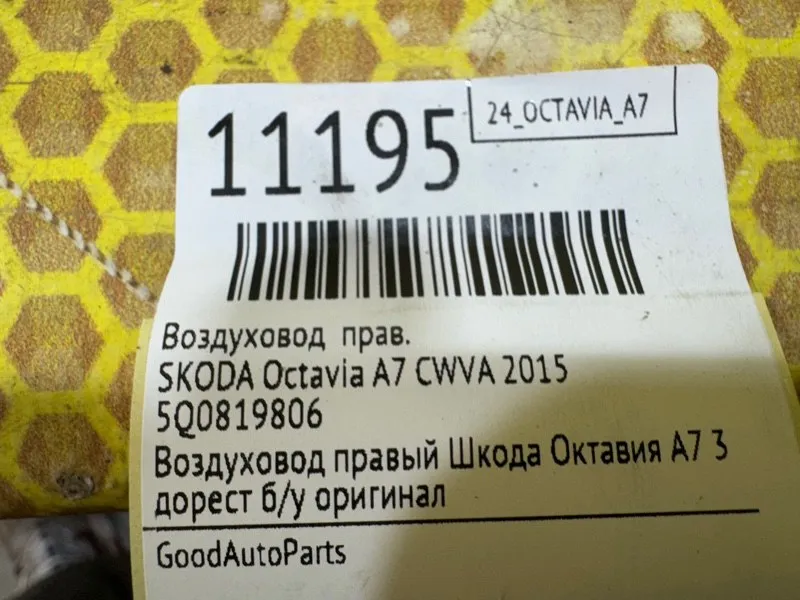 11195
24_OCTAVIA_A7
Воздуховод прав.
SKODA Octavia A7 CWVA 2015
5Q0819806
Воздуховод правый Шкода Октавия А7 3
дорест б/у оригинал
GoodAutoParts